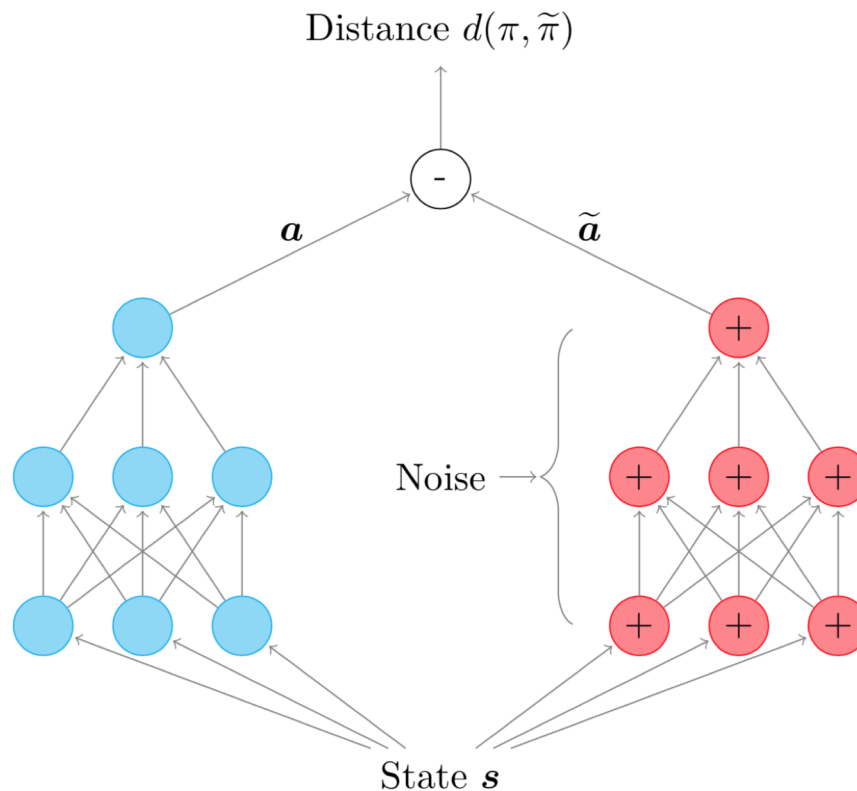 Distance d(π, π̃)
-
a ã
+
Noise
+ + +
+ + +
State s